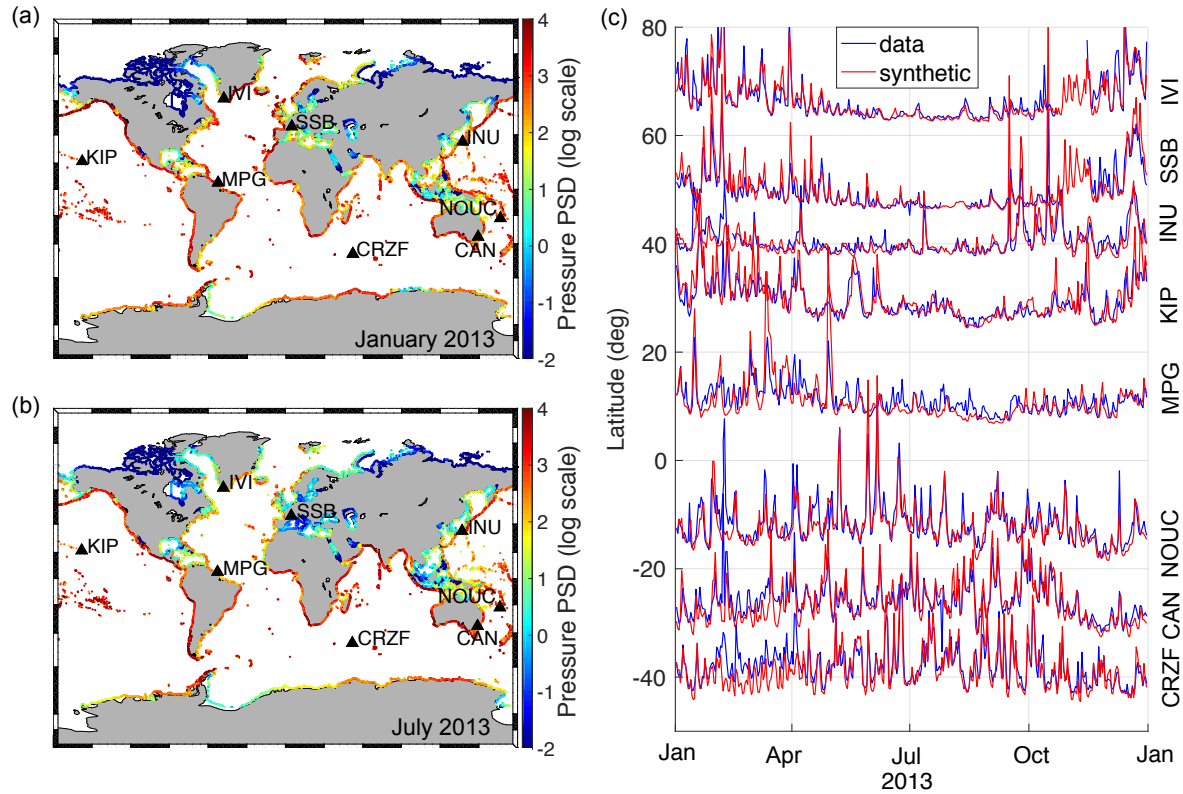 (a)
IVI
SSB
INU
KIP
MPG
NOUC
CRZF
CAN
January 2013
4
3
2
1
0
-1
-2
Pressure PSD (log scale)
(b)
IVI
SSB
INU
KIP
MPG
NOUC
CRZF
CAN
July 2013
4
3
2
1
0
-1
-2
Pressure PSD (log scale)
(c)
data
synthetic
80
60
40
20
0
-20
-40
Latitude (deg)
Jan
Apr
Jul
Oct
Jan
2013
IVI
SSB
INU
KIP
MPG
NOUC
CAN
CRZF